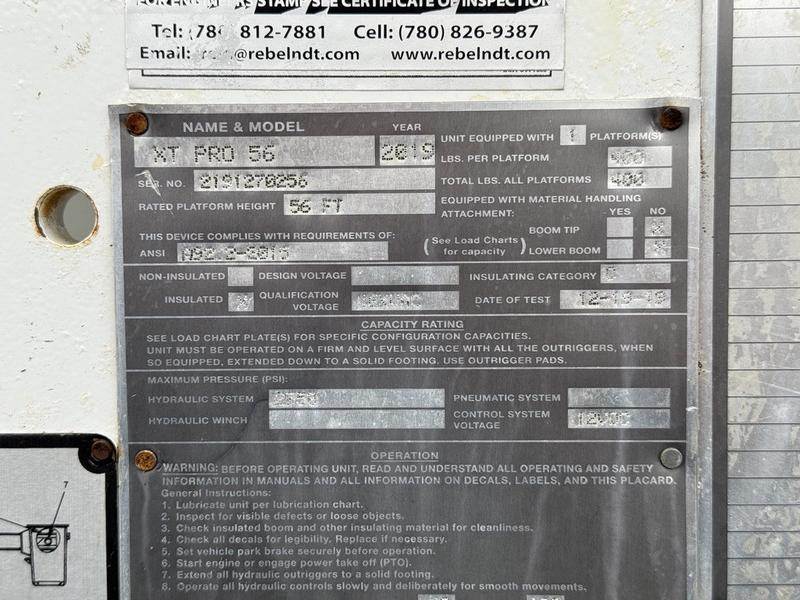 FOR ENGINEERS STAMP SEE CERTIFICATE OF INSPECTION
Tel: (780) 812-7881 Cell: (780) 826-9387
Email: @rebelndt.com www.rebelndt.com
NAME & MODEL
YEAR
XT PRO 56
2019
UNIT EQUIPPED WITH 1 PLATFORM(S)
LBS. PER PLATFORM 400
SER. NO. 2191270256
TOTAL LBS. ALL PLATFORMS 400
RATED PLATFORM HEIGHT 56 FT
EQUIPPED WITH MATERIAL HANDLING
ATTACHMENT:
YES NO
BOOM TIP
THIS DEVICE COMPLIES WITH REQUIREMENTS OF:
(See Load Charts
for capacity)
LOWER BOOM
ANSI
NON-INSULATED
DESIGN VOLTAGE
INSULATING CATEGORY C
INSULATED
QUALIFICATION
VOLTAGE
DATE OF TEST
CAPACITY RATING
SEE LOAD CHART PLATE(S) FOR SPECIFIC CONFIGURATION CAPACITIES.
UNIT MUST BE OPERATED ON A FIRM AND LEVEL SURFACE WITH ALL THE OUTRIGGERS, WHEN
SO EQUIPPED, EXTENDED DOWN TO A SOLID FOOTING. USE OUTRIGGER PADS.
MAXIMUM PRESSURE (PSI):
HYDRAULIC SYSTEM
PNEUMATIC SYSTEM
HYDRAULIC WINCH
CONTROL SYSTEM
VOLTAGE
12VDC
OPERATION
WARNING: BEFORE OPERATING UNIT, READ AND UNDERSTAND ALL OPERATING AND SAFETY
INFORMATION IN MANUALS AND ALL INFORMATION ON DECALS, LABELS, AND THIS PLACARD.
General Instructions:
1. Lubricate unit per lubrication chart.
2. Inspect for visible defects or loose objects.
3. Check insulated boom and other insulating material for cleanliness.
4. Check all decals for legibility. Replace if necessary.
5. Set vehicle park brake securely before operation.
6. Start engine or engage power take off (PTO).
7. Extend all hydraulic outriggers to a solid footing.
8. Operate all hydraulic controls slowly and deliberately for smooth movements.
7